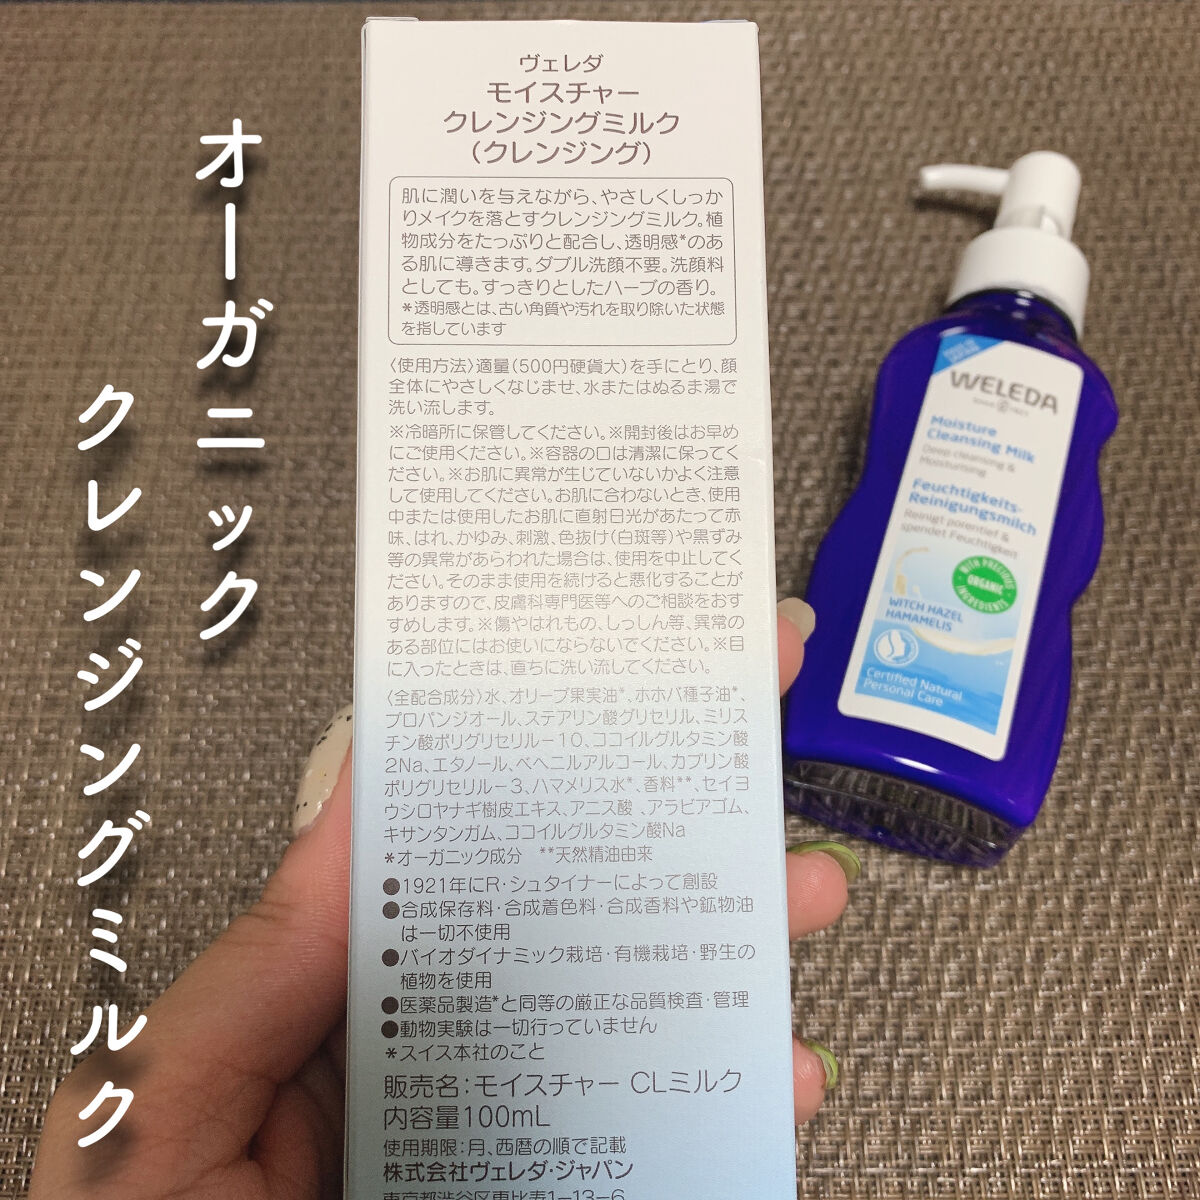 オーガニック
クレンジングミルク
ヴェレダ
モイスチャー
クレンジングミルク
(クレンジング)
肌に潤いを与えながら、やさしくしっか
りメイクを落とすクレンジングミルク。植
物成分をたっぷりと配合し、透明感*のあ
る肌に導きます。ダブル洗顔不要。洗顔料
としても。すっきりとしたハーブの香り。
*透明感とは、古い角質や汚れを取り除いた状態
を指しています
〈使用方法〉適量(500円硬貨大)を手にとり、顔
全体にやさしくなじませ、水またはぬるま湯で
洗い流します。
※冷暗所に保管してください。※開封後はお早め
にご使用ください。※容器の口は清潔に保ってく
ださい。※お肌に異常が生じていないかよく注意
して使用してください。お肌に合わないとき、使用
中または使用したお肌に直射日光があたって赤
味、はれ、かゆみ、刺激、色抜け(白斑等)や黒ずみ
等の異常があらわれた場合は、使用を中止してく
ださい。そのまま使用を続けると悪化することが
ありますので、皮膚科専門医等へのご相談をおす
すめします。※傷やはれもの、しっしん等、異常の
ある部位にはお使いにならないでください。※目
に入ったときは、直ちに洗い流してください。
〈全配合成分〉水、オリーブ果実油*、ホホバ種子油*、
プロパンジオール、ステアリン酸グリセリル、ミリス
チン酸ポリグリセリル-10、ココイルグルタミン酸
2Na、エタノール、ベヘニルアルコール、カプリン酸
ポリグリセリル-3、ハマメリス水*、香料**、セイヨ
ウシロヤナギ樹皮エキス、アニス酸、アラビアゴム、
キサンタンガム、ココイルグルタミン酸Na
*オーガニック成分 **天然精油由来
●1921年にR・シュタイナーによって創設
●合成保存料・合成着色料・合成香料や鉱物油
は一切不使用
●バイオダイナミック栽培・有機栽培・野生の
植物を使用
●医薬品製造*と同等の厳正な品質検査・管理
●動物実験は一切行っていません
*スイス本社のこと
販売名:モイスチャー CLミルク
内容量100mL
使用期限:月、西暦の順で記載
株式会社ヴェレダ・ジャパン
東京都渋谷区恵比寿1-13-6
WELEDA
SINCE 1921
Moisture
Cleansing Milk
Deep cleansing &
Moisturising
Feuchtigkeits-
Reinigungsmilch
Reinigt porentief &
spendet Feuchtigkeit
WITH PRECIOUS
ORGANIC
INGREDIENTS
WITCH HAZEL
HAMAMELIS
Certified Natural
Personal Care